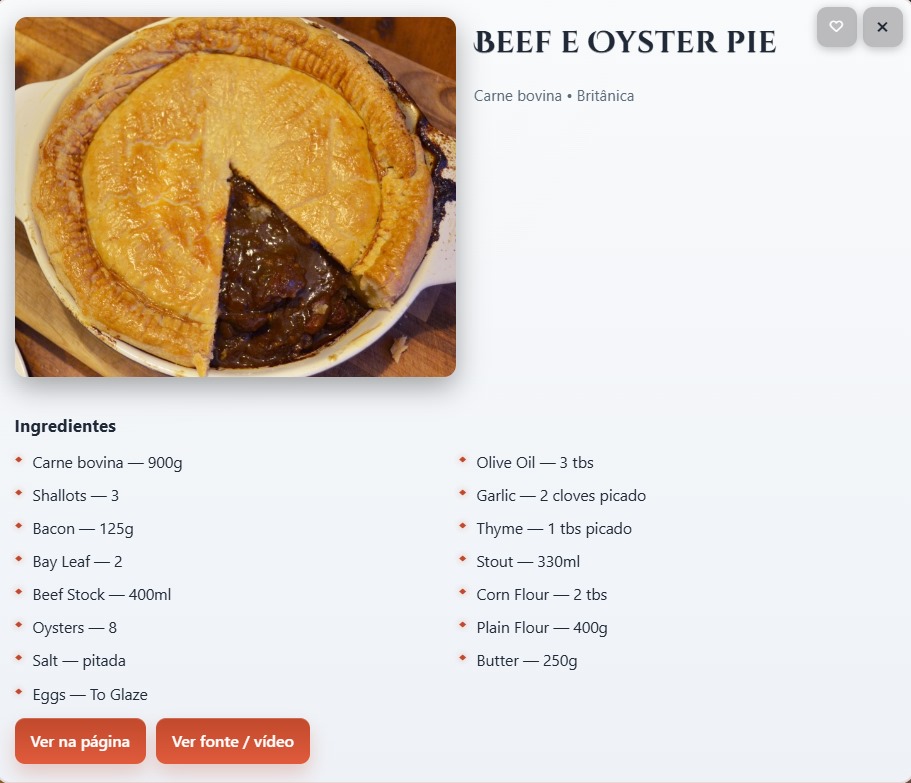 BEEF E OYSTER PIE
Carne bovina • Britânica
Ingredientes
Carne bovina — 900g
Olive Oil — 3 tbs
Shallots — 3
Garlic — 2 cloves picado
Bacon — 125g
Thyme — 1 tbs picado
Bay Leaf — 2
Stout — 330ml
Beef Stock — 400ml
Corn Flour — 2 tbs
Oysters — 8
Plain Flour — 400g
Salt — pitada
Butter — 250g
Eggs — To Glaze
Ver na página
Ver fonte / vídeo